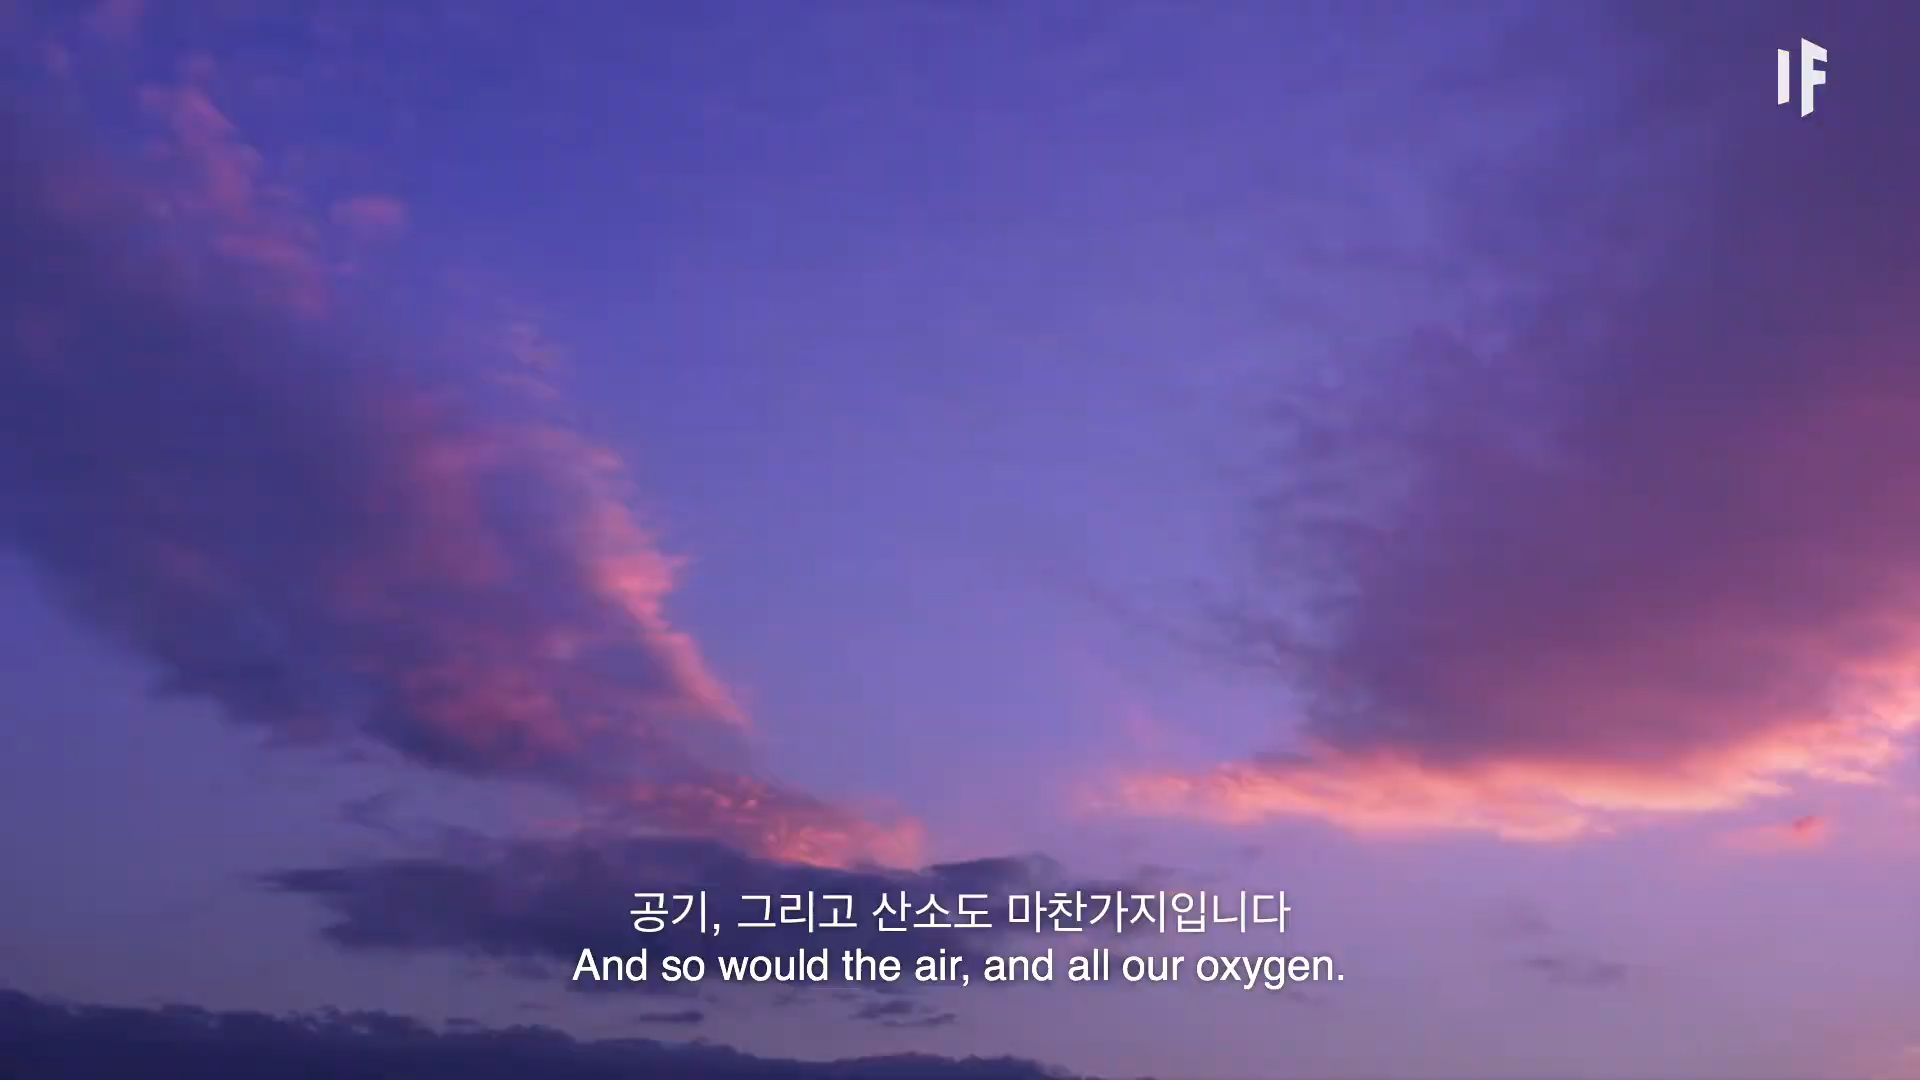 IF
공기, 그리고 산소도 마찬가지입니다
And so would the air, and all our oxygen.